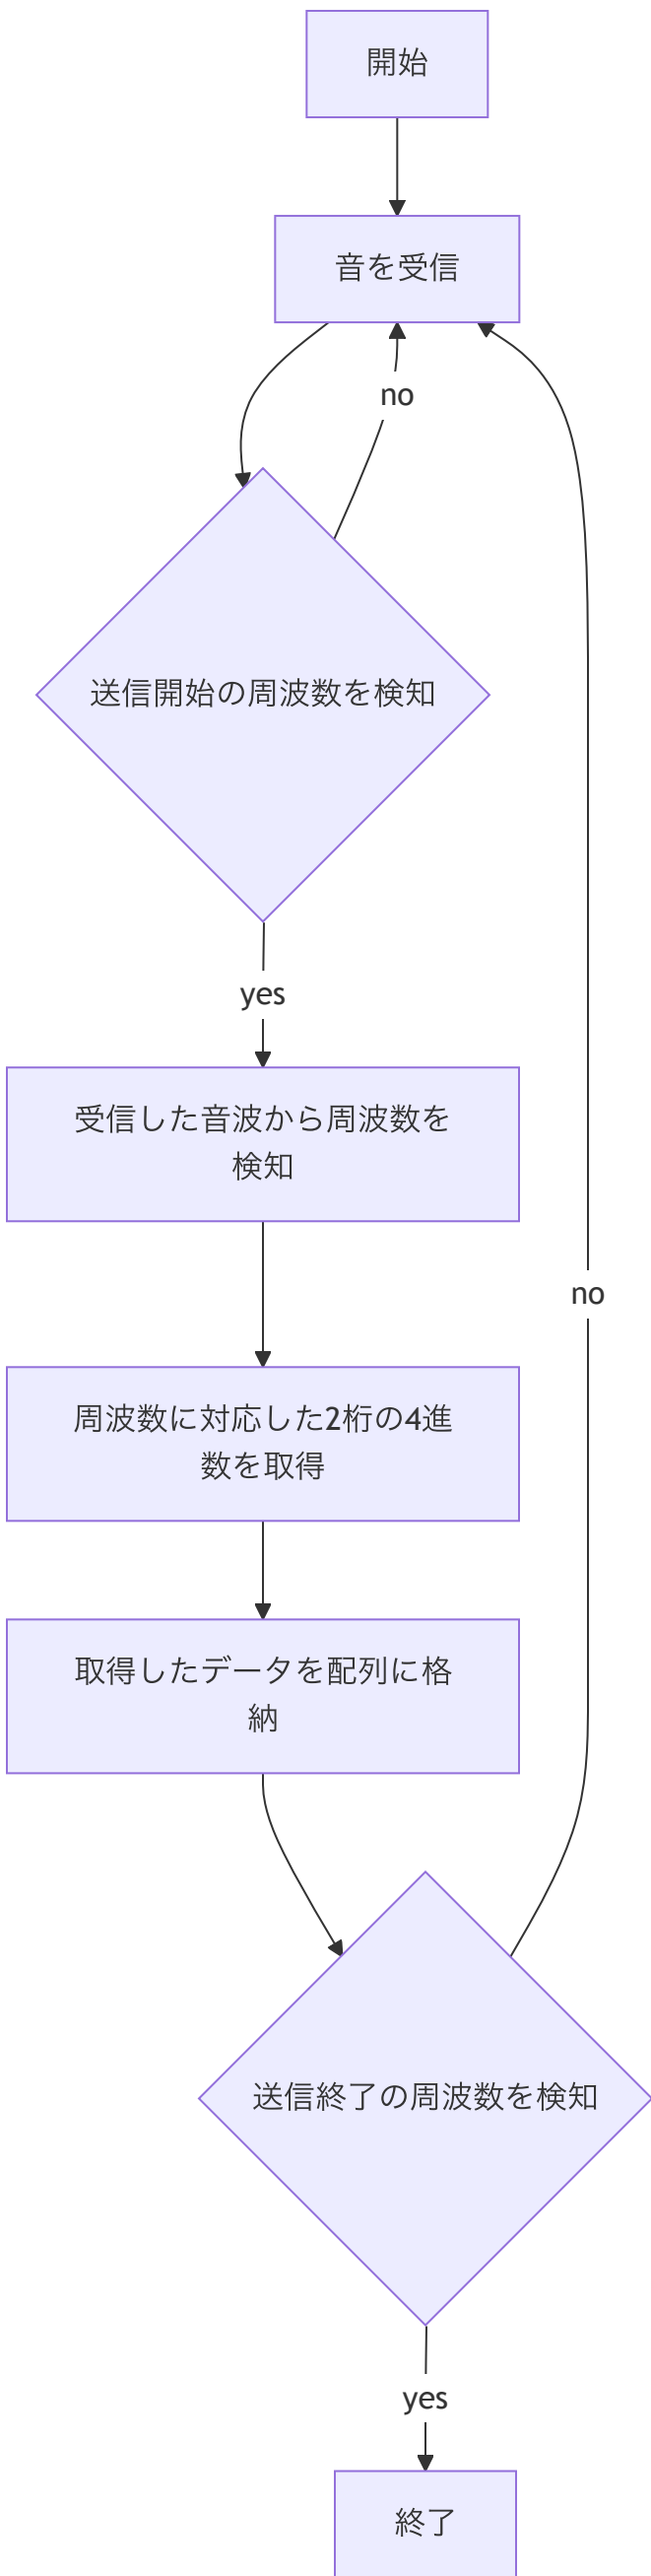 開始
音を受信
no
送信開始の周波数を検知
yes
受信した音波から周波数を
検知
no
周波数に対応した2桁の4進
数を取得
取得したデータを配列に格
納
送信終了の周波数を検知
yes
終了